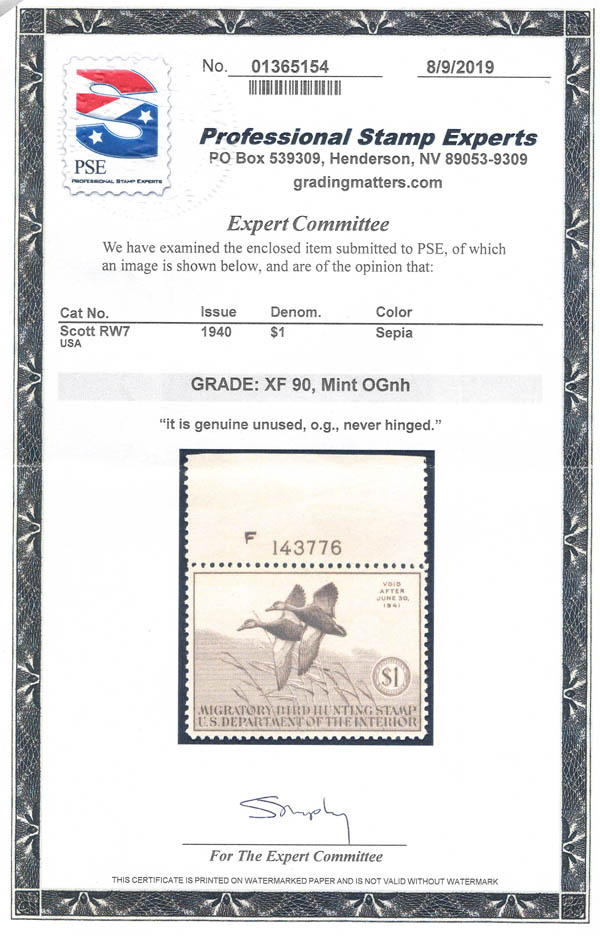 No. 01365154 8/9/2019
PSE
PROFESSIONAL STAMP EXPERTS
Professional Stamp Experts
PO Box 539309, Henderson, NV 89053-9309
gradingmatters.com
Expert Committee
We have examined the enclosed item submitted to PSE, of which
an image is shown below, and are of the opinion that:
Cat No. Issue Denom. Color
Scott RW7 1940 $1 Sepia
USA
GRADE: XF 90, Mint OGnh
“it is genuine unused, o.g., never hinged.”
F 143776
VOID
AFTER
JUNE 30,
1941
$1
MIGRATORY BIRD HUNTING STAMP
U.S. DEPARTMENT OF THE INTERIOR
For The Expert Committee
THIS CERTIFICATE IS PRINTED ON WATERMARKED PAPER AND IS NOT VALID WITHOUT WATERMARK